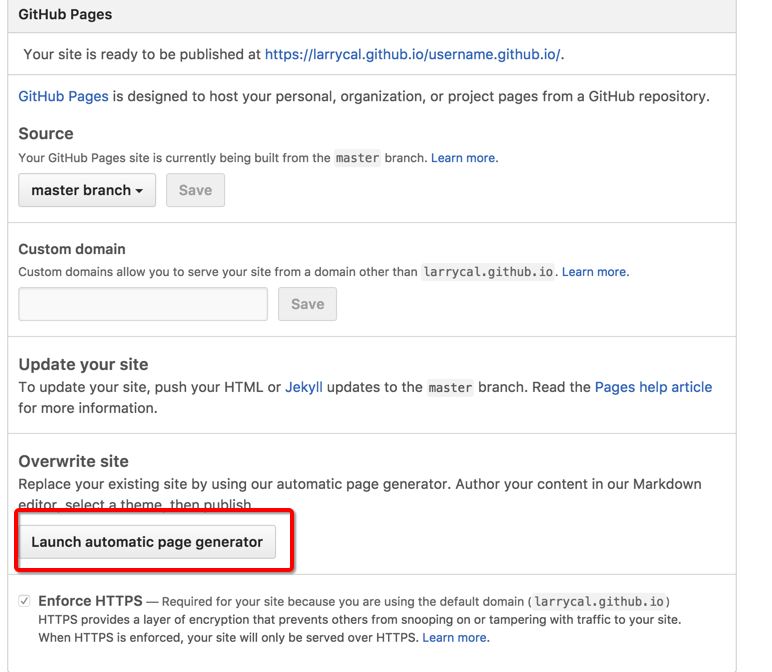 GitHub Pages
Your site is ready to be published at https://larrycal.github.io/username.github.io/.
GitHub Pages is designed to host your personal, organization, or project pages from a GitHub repository.
Source
Your GitHub Pages site is currently being built from the master branch. Learn more.
master branch
Save
Custom domain
Custom domains allow you to serve your site from a domain other than larrycal.github.io. Learn more.
Save
Update your site
To update your site, push your HTML or Jekyll updates to the master branch. Read the Pages help article
for more information.
Overwrite site
Replace your existing site by using our automatic page generator. Author your content in our Markdown
editor, select a theme, then publish.
Launch automatic page generator
Enforce HTTPS — Required for your site because you are using the default domain (larrycal.github.io)
HTTPS provides a layer of encryption that prevents others from snooping on or tampering with traffic to your site.
When HTTPS is enforced, your site will only be served over HTTPS. Learn more.